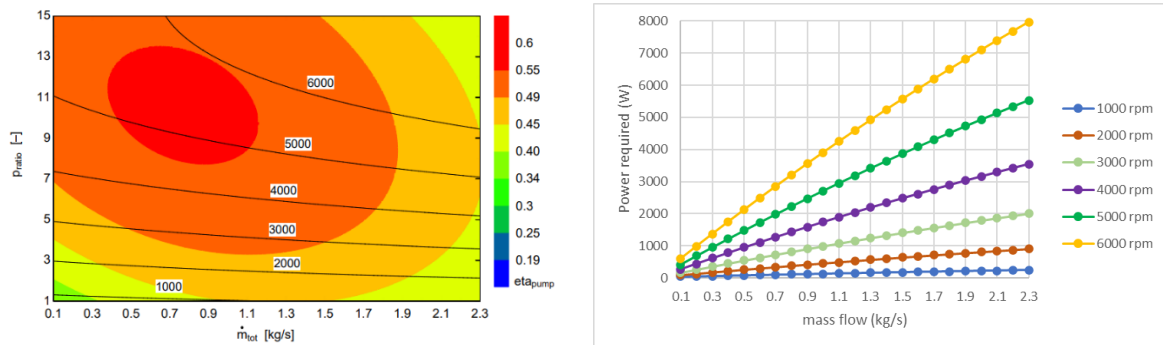 15
13
11
9
7
5
3
1
p_ratio [–]
6000
5000
4000
3000
2000
1000
0.1 0.3 0.5 0.7 0.9 1.1 1.3 1.5 1.7 1.9 2.1 2.3
ṁ_tot [kg/s]
0.6
0.55
0.49
0.45
0.40
0.34
0.3
0.25
0.19
eta_pump
8000
7000
6000
5000
4000
3000
2000
1000
0
Power required (W)
0.1 0.3 0.5 0.7 0.9 1.1 1.3 1.5 1.7 1.9 2.1 2.3
mass flow (kg/s)
1000 rpm
2000 rpm
3000 rpm
4000 rpm
5000 rpm
6000 rpm